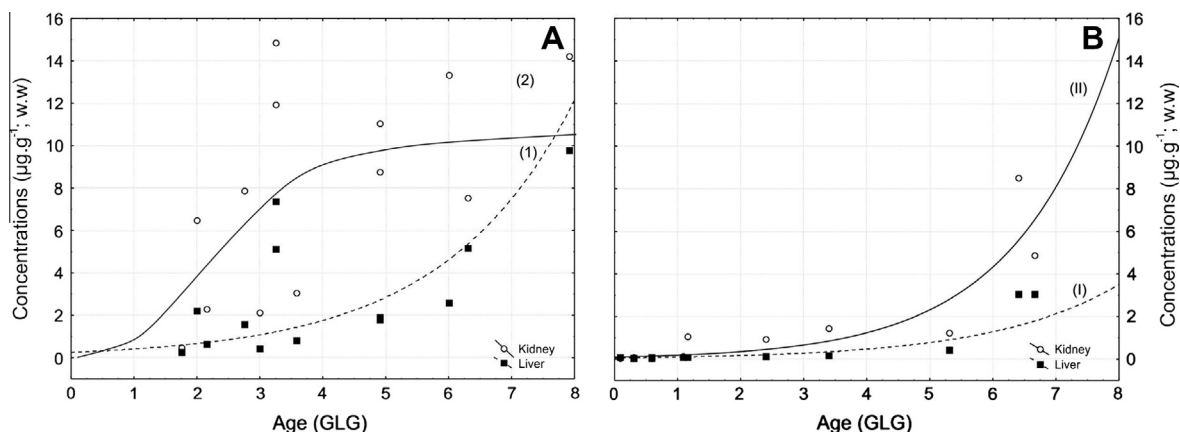 A
Concentrations (µg.g⁻¹; w.w)
16
14
12
10
8
6
4
2
0
(2)
(1)
Kidney
Liver
0 1 2 3 4 5 6 7 8
Age (GLG)
B
16
14
12
10
8
6
4
2
0
Concentrations (µg.g⁻¹; w.w)
(II)
(I)
Kidney
Liver
0 1 2 3 4 5 6 7 8
Age (GLG)